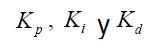 Kp , Ki y Kd